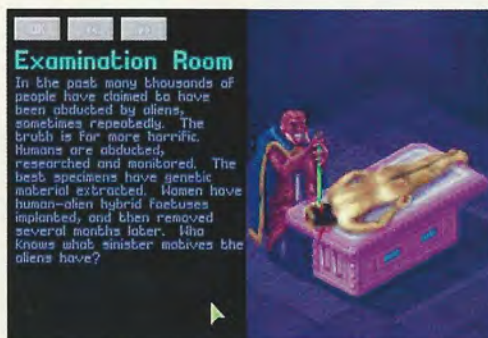 OK
Examination Room
In the past many thousands of
people have claimed to have
been abducted by aliens,
sometimes repeatedly. The
truth is far more horrific.
Humans are abducted,
researched and monitored. The
best specimens have genetic
material extracted. Women have
human-alien hybrid foetuses
implanted, and then removed
several months later. Who
knows what sinister motives the
aliens have?